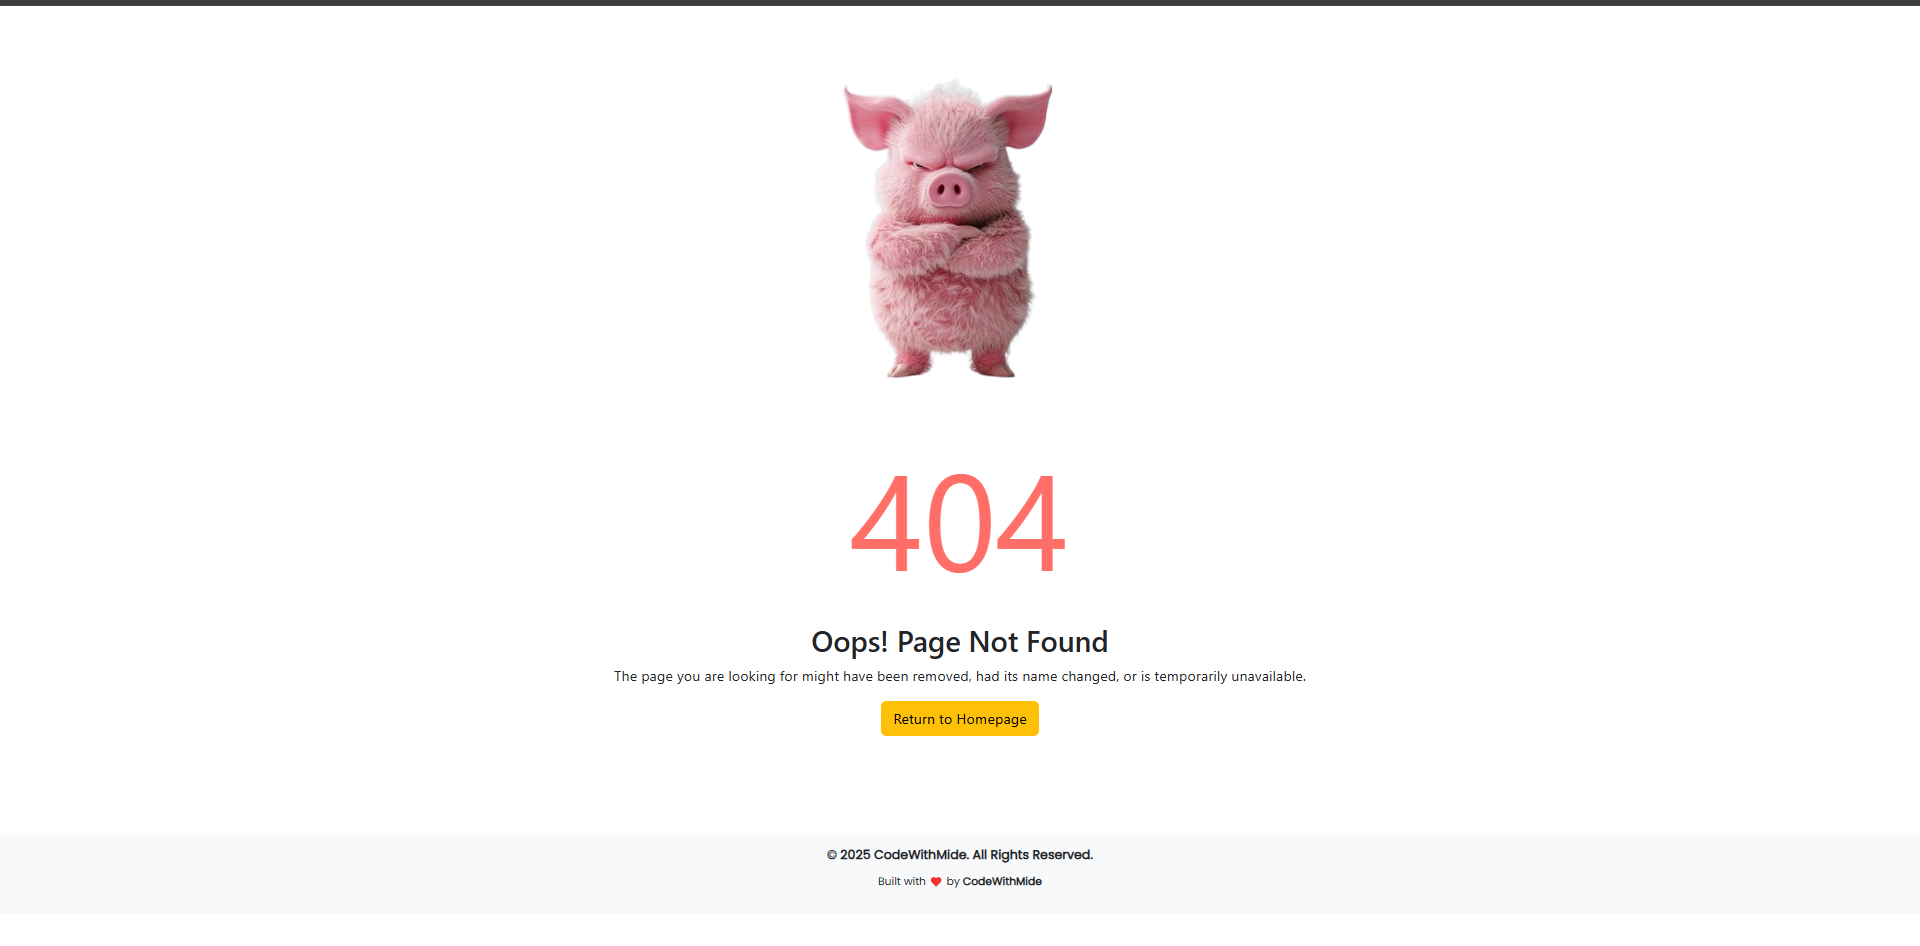 404
Oops! Page Not Found
The page you are looking for might have been removed, had its name changed, or is temporarily unavailable.
Return to Homepage
© 2025 CodeWithMide. All Rights Reserved.
Built with ❤ by CodeWithMide